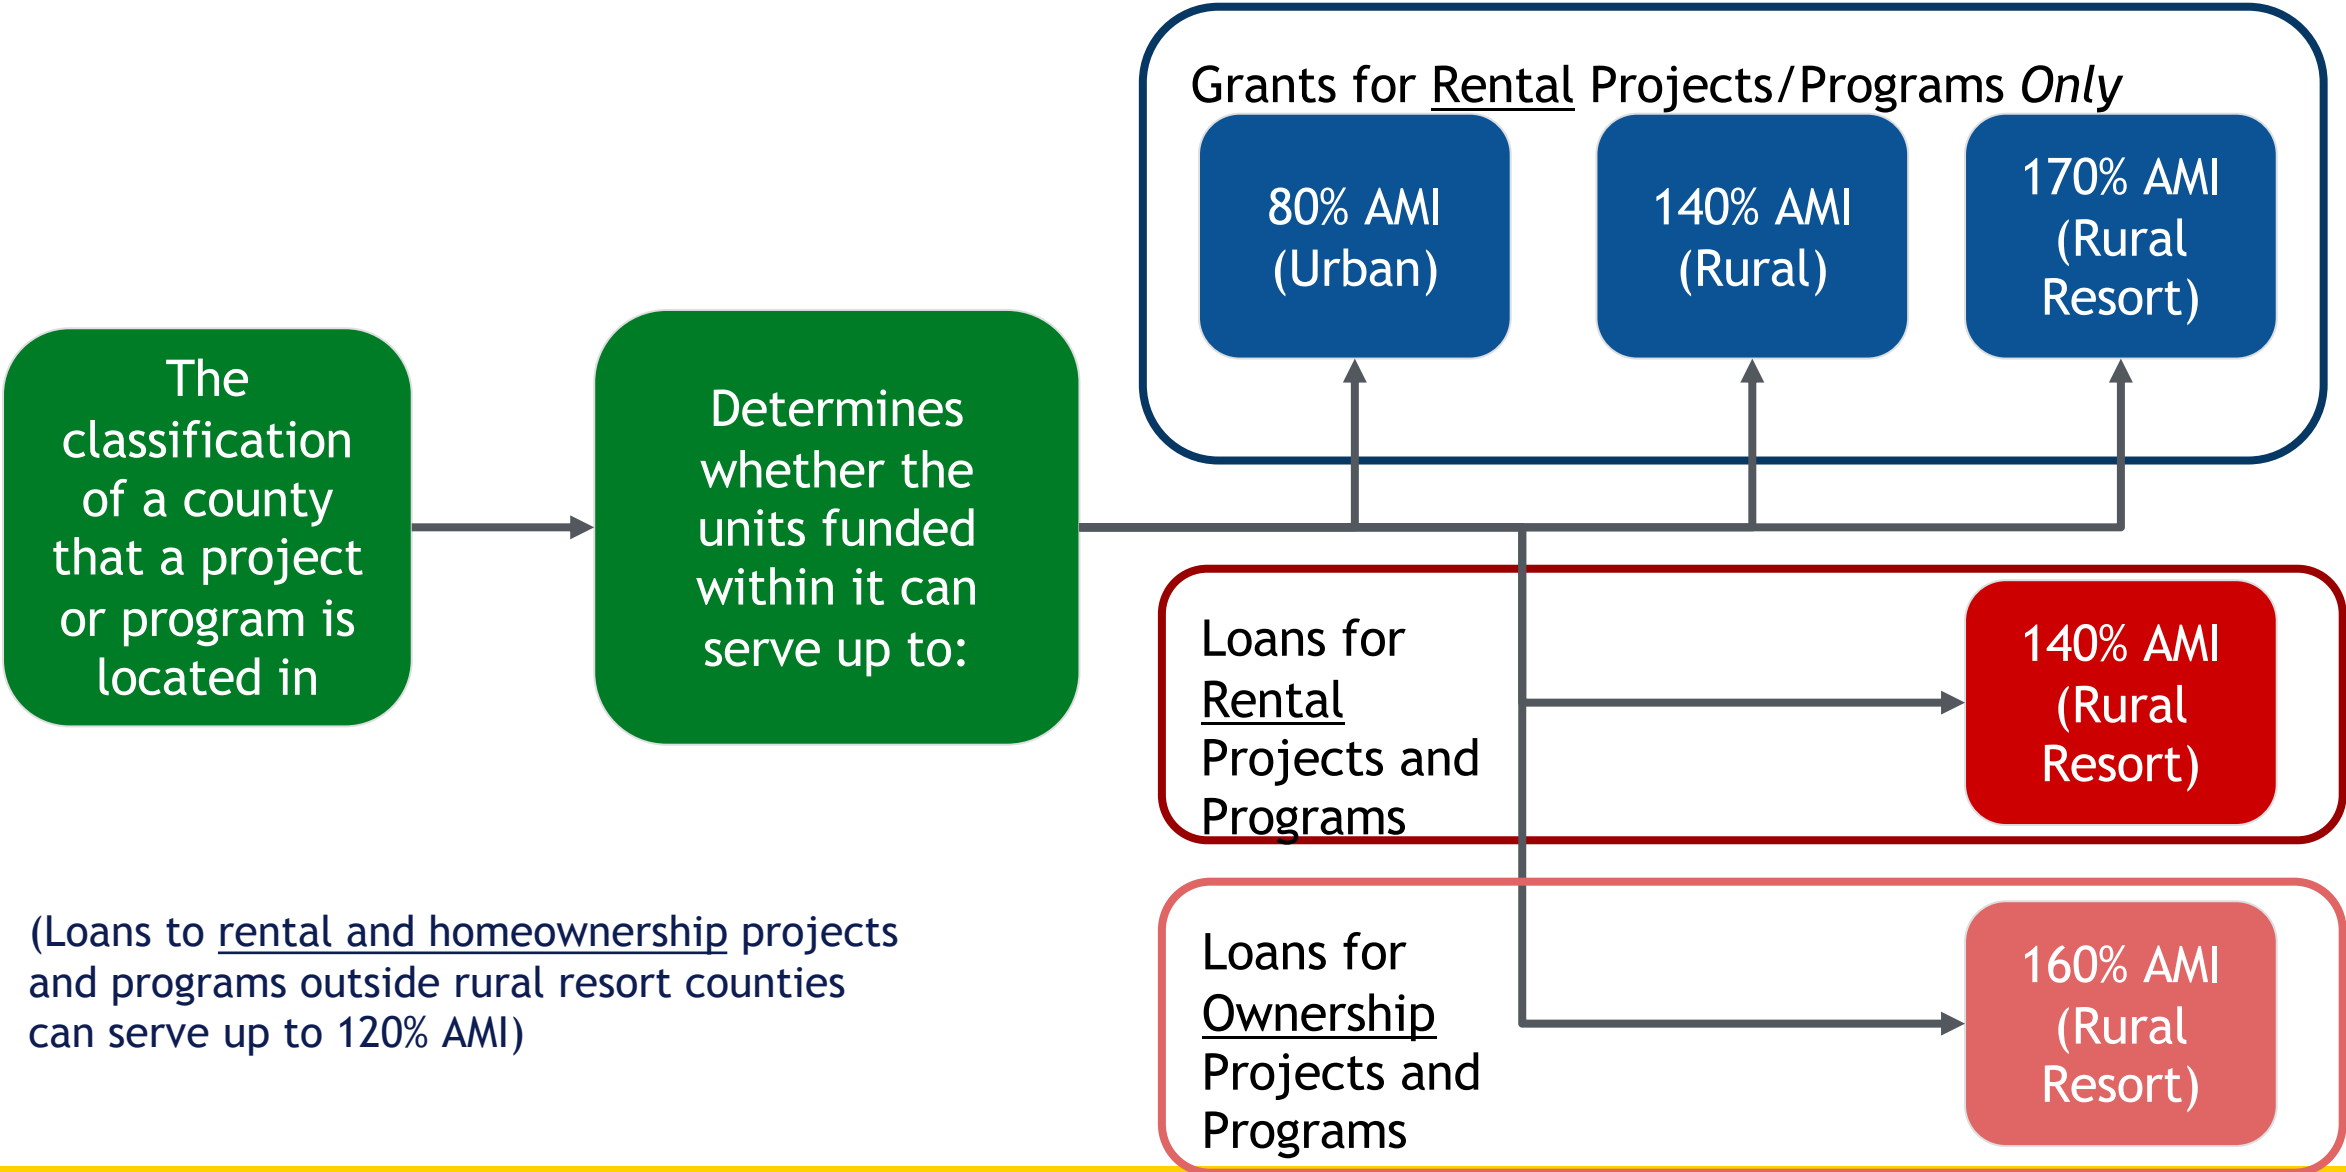 Grants for Rental Projects/Programs Only
80% AMI
(Urban)
140% AMI
(Rural)
170% AMI
(Rural
Resort)
The
classification
of a county
that a project
or program is
located in
Determines
whether the
units funded
within it can
serve up to:
Loans for
Rental
Projects and
Programs
140% AMI
(Rural
Resort)
(Loans to rental and homeownership projects
and programs outside rural resort counties
can serve up to 120% AMI)
Loans for
Ownership
Projects and
Programs
160% AMI
(Rural
Resort)